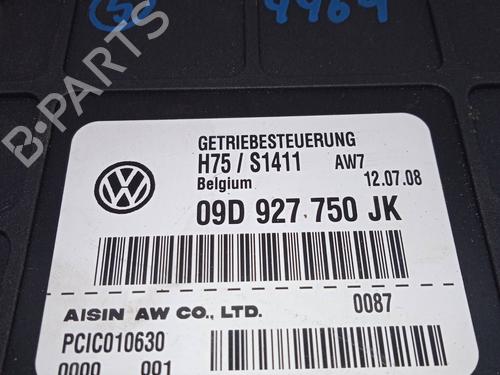 4464
B-PARTS
GETRIEBESTEUERUNG
H75 / S1411 AW7
Belgium 12.07.08
09D 927 750 JK
AISIN AW CO., LTD. 0087
PCIC010630
0000 001